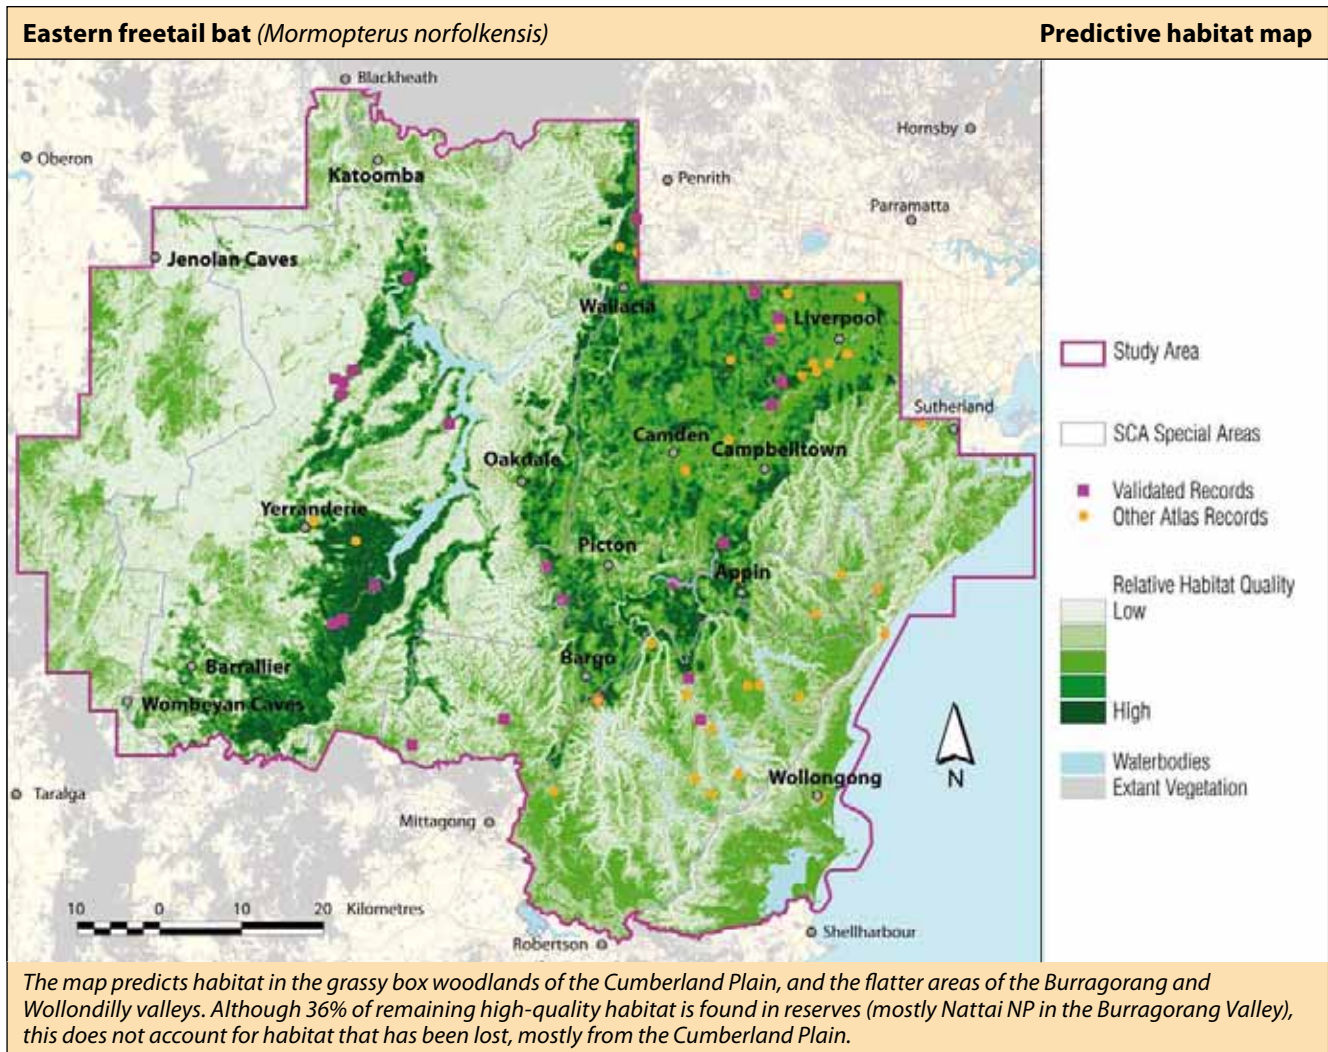 Eastern freetail bat (Mormopterus norfolkensis)
Predictive habitat map
Blackheath
Hornsby
Oberon
Katoomba
Penrith
Parramatta
Jenolan Caves
Wallacia
Liverpool
Study Area
Sutherland
SCA Special Areas
Camden
Campbelltown
Oakdale
Validated Records
Yerranderie
Other Atlas Records
Picton
Appin
Relative Habitat Quality
Low
Bargo
Barrallier
Wombeyan Caves
High
Waterbodies
Wollongong
N
Extant Vegetation
Taralga
Mittagong
10 0 10 20 Kilometres
Robertson
Shellharbour
The map predicts habitat in the grassy box woodlands of the Cumberland Plain, and the flatter areas of the Burragorang and
Wollondilly valleys. Although 36% of remaining high-quality habitat is found in reserves (mostly Nattai NP in the Burragorang Valley),
this does not account for habitat that has been lost, mostly from the Cumberland Plain.